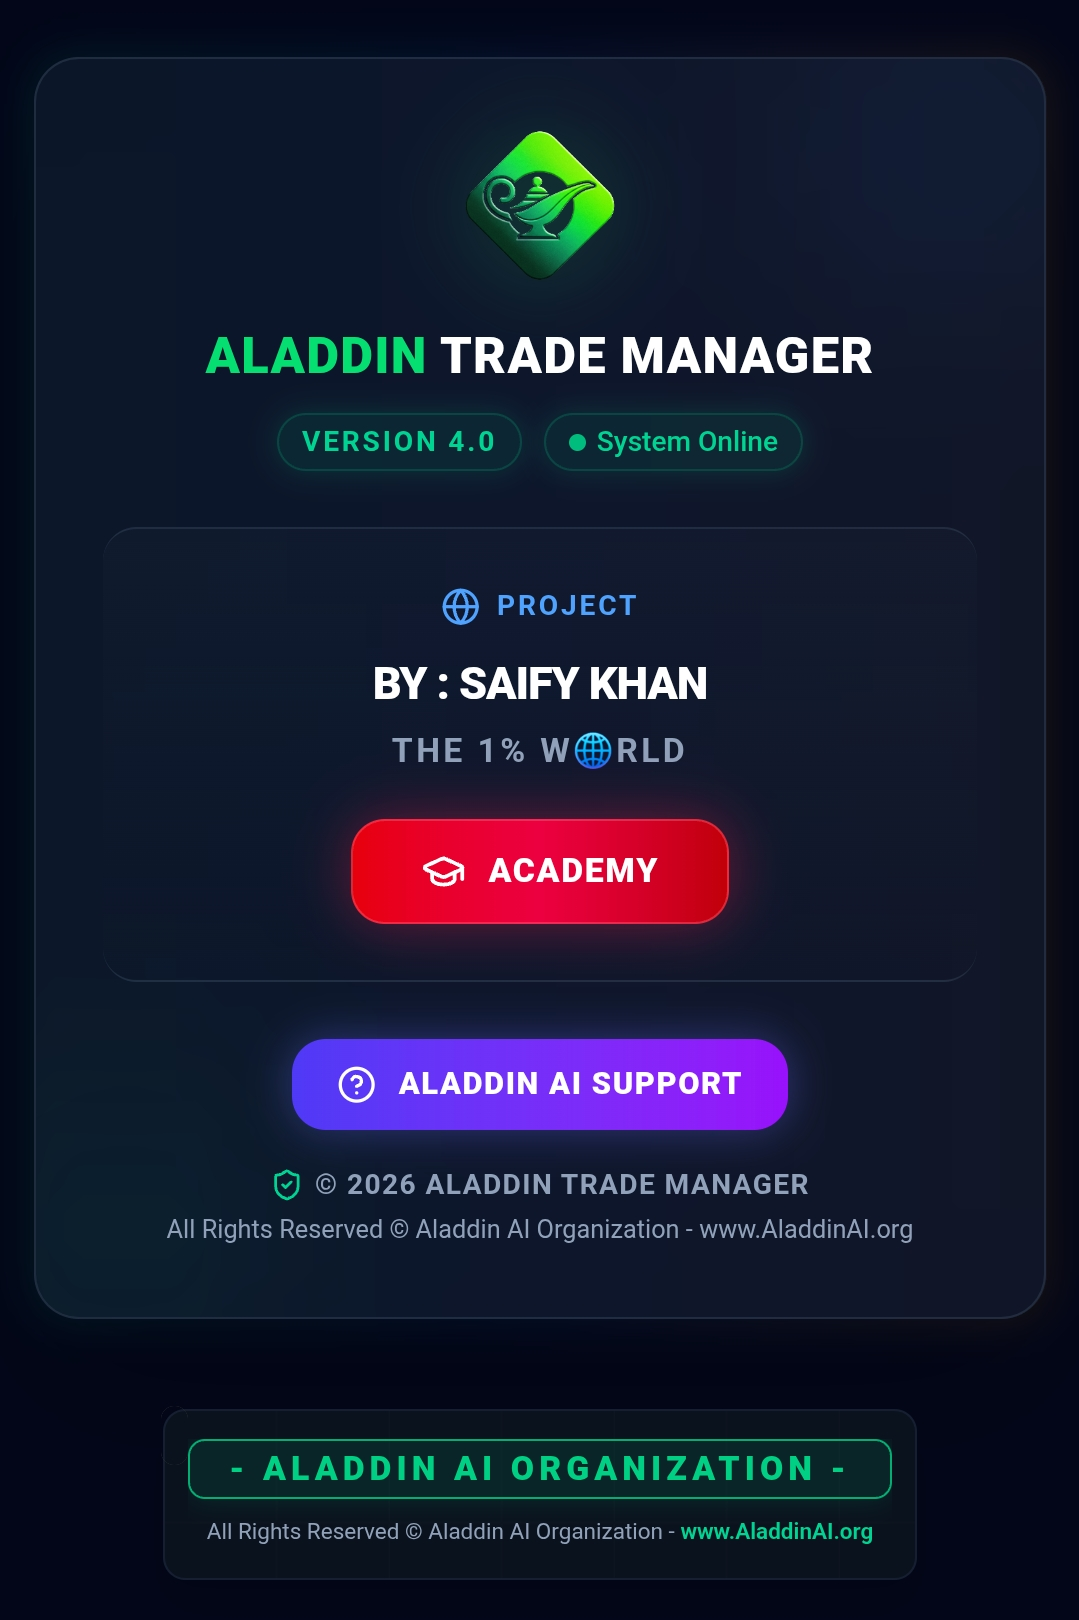 ALADDIN TRADE MANAGER
VERSION 4.0
System Online
PROJECT
BY : SAIFY KHAN
THE 1% W🌐RLD
ACADEMY
ALADDIN AI SUPPORT
© 2026 ALADDIN TRADE MANAGER
All Rights Reserved © Aladdin AI Organization - www.AladdinAI.org
- ALADDIN AI ORGANIZATION -
All Rights Reserved © Aladdin AI Organization - www.AladdinAI.org